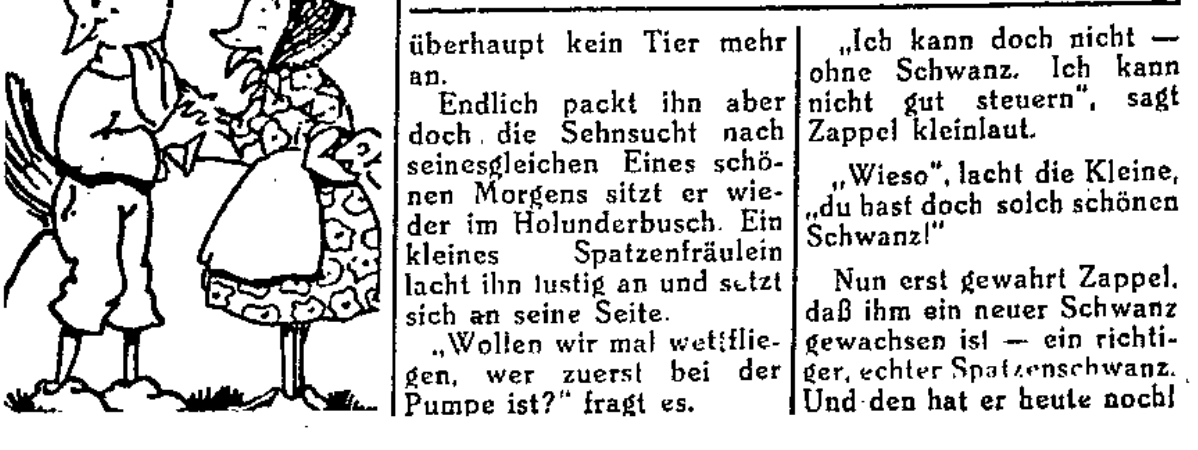 überhaupt kein Tier mehr
an.
Endlich packt ihn aber
doch die Sehnsucht nach
seinesgleichen Eines schö-
nen Morgens sitzt er wie-
der im Holunderbusch. Ein
kleines Spatzenfräulein
lacht ihn lustig an und setzt
sich an seine Seite.
„Wollen wir mal wettflie-
gen, wer zuerst bei der
Pumpe ist?" fragt es.
„Ich kann doch nicht —
ohne Schwanz. Ich kann
nicht gut steuern", sagt
Zappel kleinlaut.
„Wieso", lacht die Kleine,
„du hast doch solch schönen
Schwanz!"
Nun erst gewahrt Zappel,
daß ihm ein neuer Schwanz
gewachsen ist — ein richti-
ger, echter Spatzenschwanz.
Und den hat er heute noch!